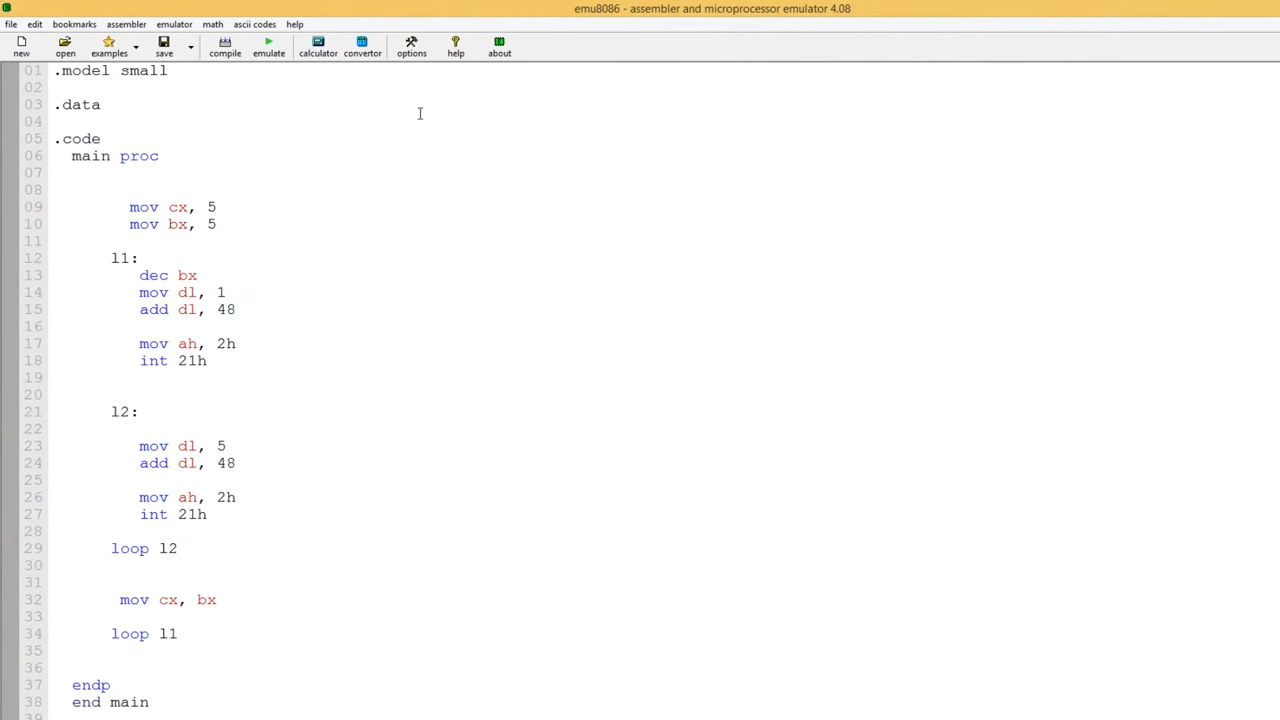 emu8086 - assembler and microprocessor emulator 4.08
file edit bookmarks assembler emulator math ascii codes help
new open examples save compile emulate calculator convertor options help about
01 .model small
02
03 .data
04
05 .code
06 main proc
07
08
09 mov cx, 5
10 mov bx, 5
11
12 l1:
13 dec bx
14 mov dl, 1
15 add dl, 48
16
17 mov ah, 2h
18 int 21h
19
20
21 l2:
22
23 mov dl, 5
24 add dl, 48
25
26 mov ah, 2h
27 int 21h
28
29 loop l2
30
31
32 mov cx, bx
33
34 loop l1
35
36
37 endp
38 end main
39